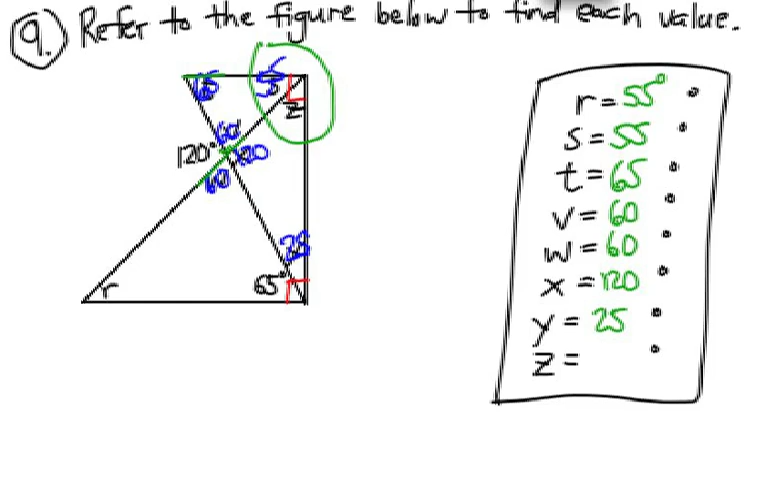 9. Refer to the figure below to find each value.
65 55 z
60
120° 120
60
25
r 65°
r = 55°
s = 55
t = 65
v = 60
w = 60
x = 120
y = 25
z =